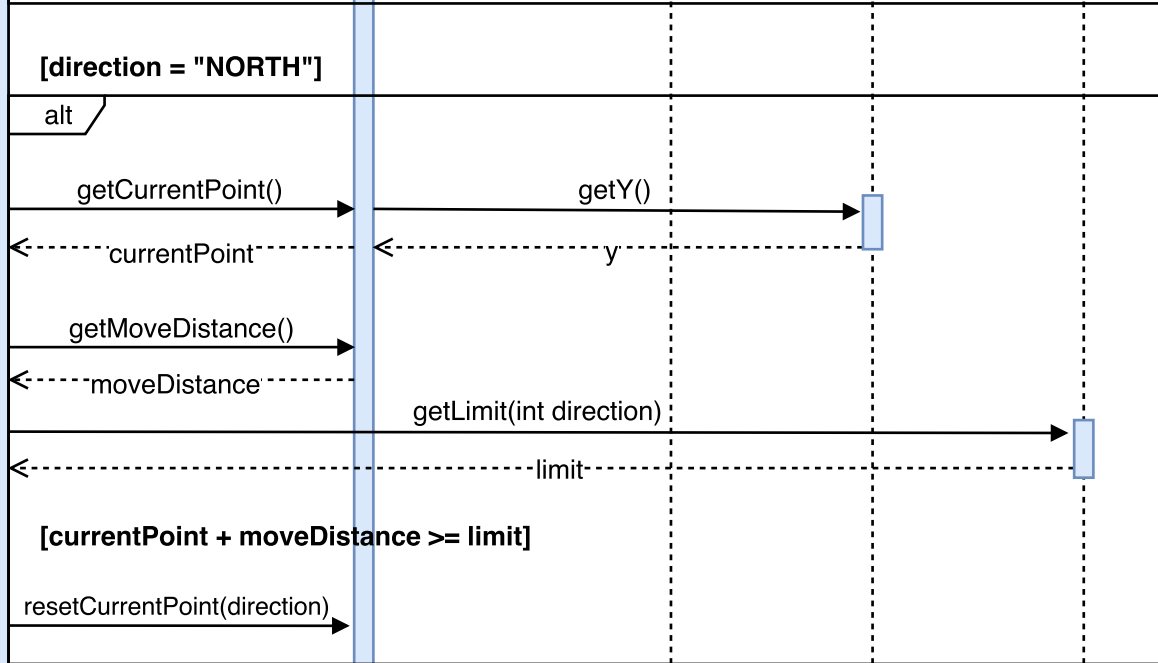 [direction = "NORTH"]
alt
getCurrentPoint()
getY()
currentPoint
y
getMoveDistance()
moveDistance
getLimit(int direction)
limit
[currentPoint + moveDistance >= limit]
resetCurrentPoint(direction)